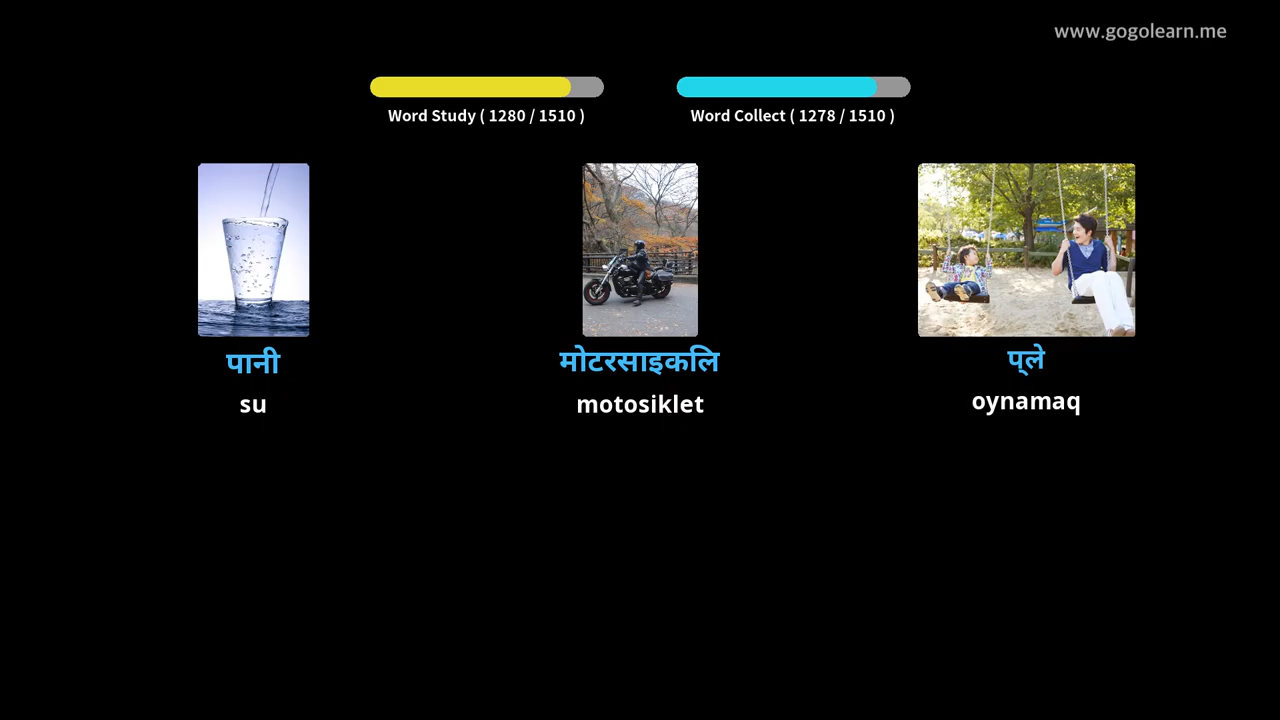 www.gogolearn.me
Word Study ( 1280 / 1510 )
Word Collect ( 1278 / 1510 )
पानी
मोटरसाइकलि
प्ले
su
motosiklet
oynamaq